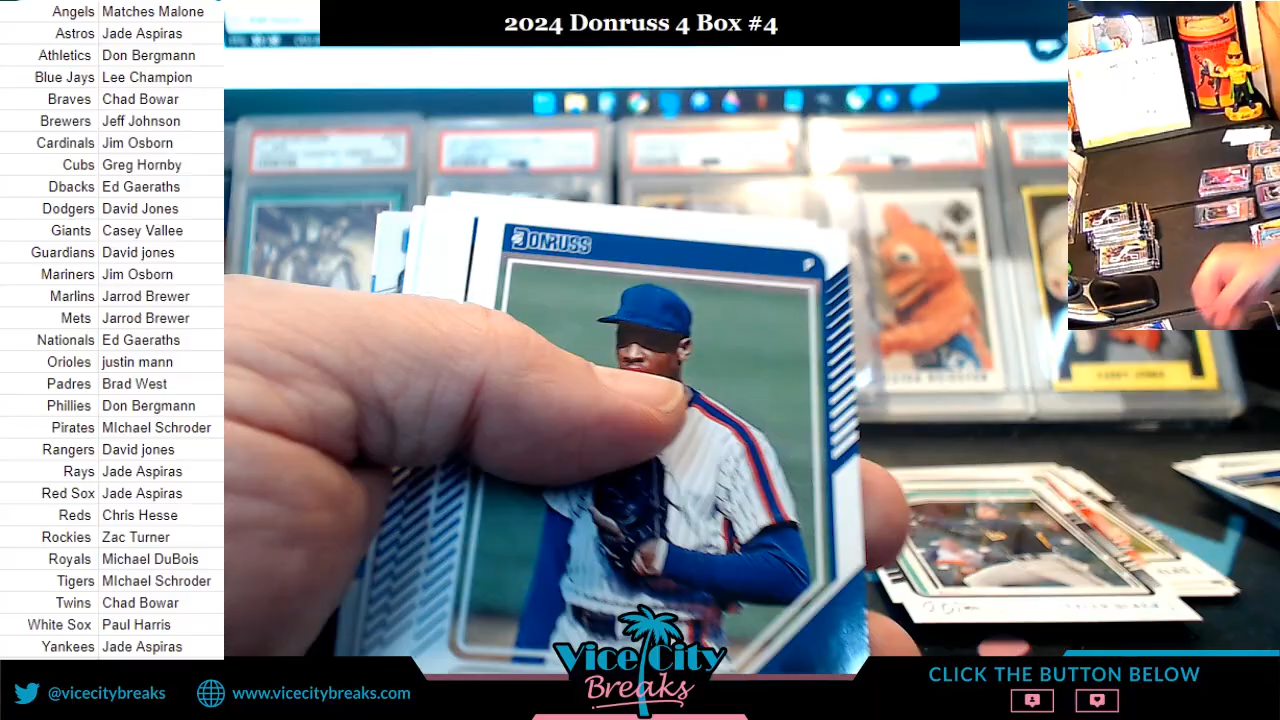 2024 Donruss 4 Box #4
Angels Matches Malone
Astros Jade Aspiras
Athletics Don Bergmann
Blue Jays Lee Champion
Braves Chad Bowar
Brewers Jeff Johnson
Cardinals Jim Osborn
Cubs Greg Hornby
Dbacks Ed Gaeraths
Dodgers David Jones
Giants Casey Vallee
Guardians David jones
Mariners Jim Osborn
Marlins Jarrod Brewer
Mets Jarrod Brewer
Nationals Ed Gaeraths
Orioles justin mann
Padres Brad West
Phillies Don Bergmann
Pirates MIchael Schroder
Rangers David jones
Rays Jade Aspiras
Red Sox Jade Aspiras
Reds Chris Hesse
Rockies Zac Turner
Royals Michael DuBois
Tigers MIchael Schroder
Twins Chad Bowar
White Sox Paul Harris
Yankees Jade Aspiras
DONRUSS
P
Vice City
Breaks
@vicecitybreaks
www.vicecitybreaks.com
CLICK THE BUTTON BELOW